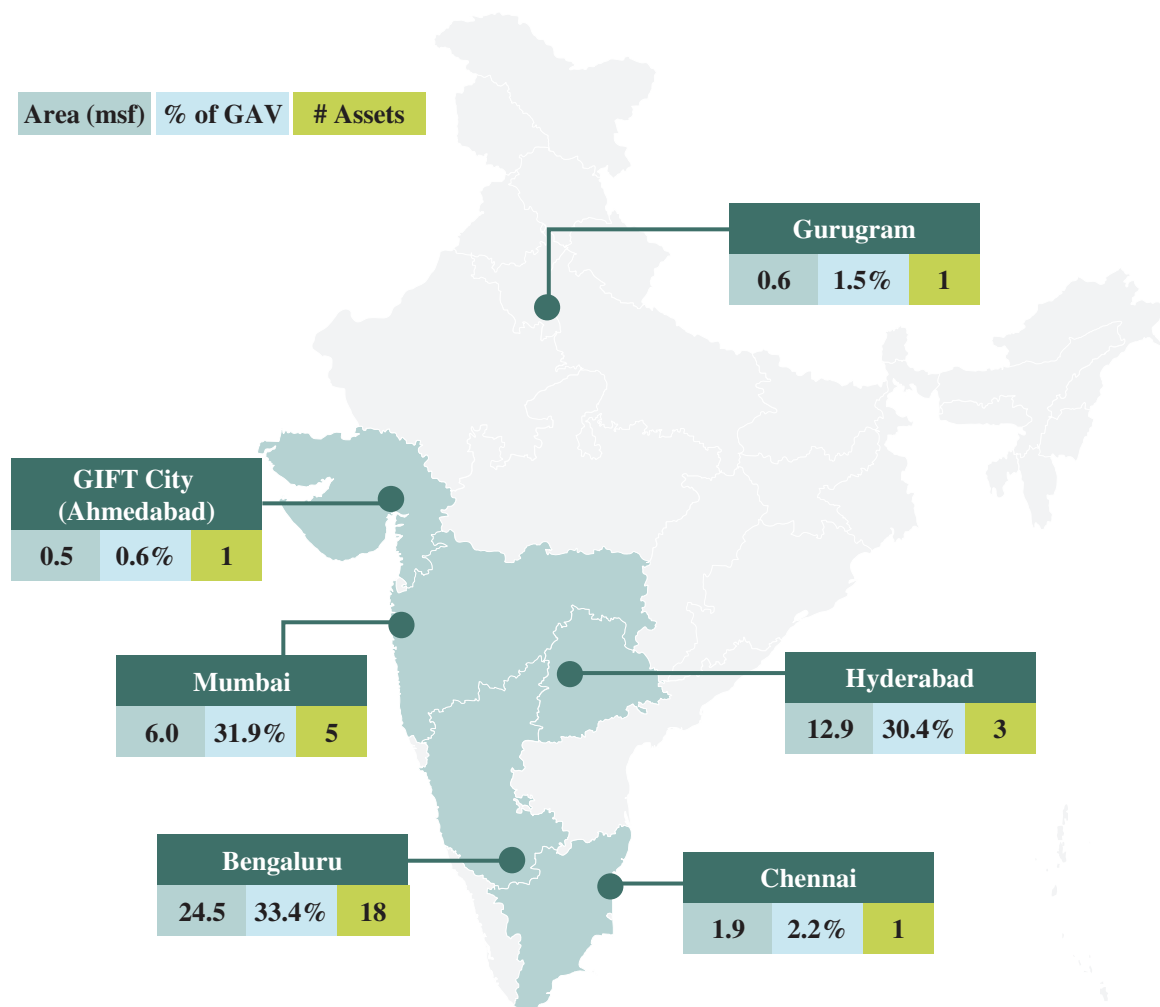 Area (msf) % of GAV # Assets
Gurugram
0.6 1.5% 1
GIFT City
(Ahmedabad)
0.5 0.6% 1
Mumbai
6.0 31.9% 5
Hyderabad
12.9 30.4% 3
Bengaluru
24.5 33.4% 18
Chennai
1.9 2.2% 1